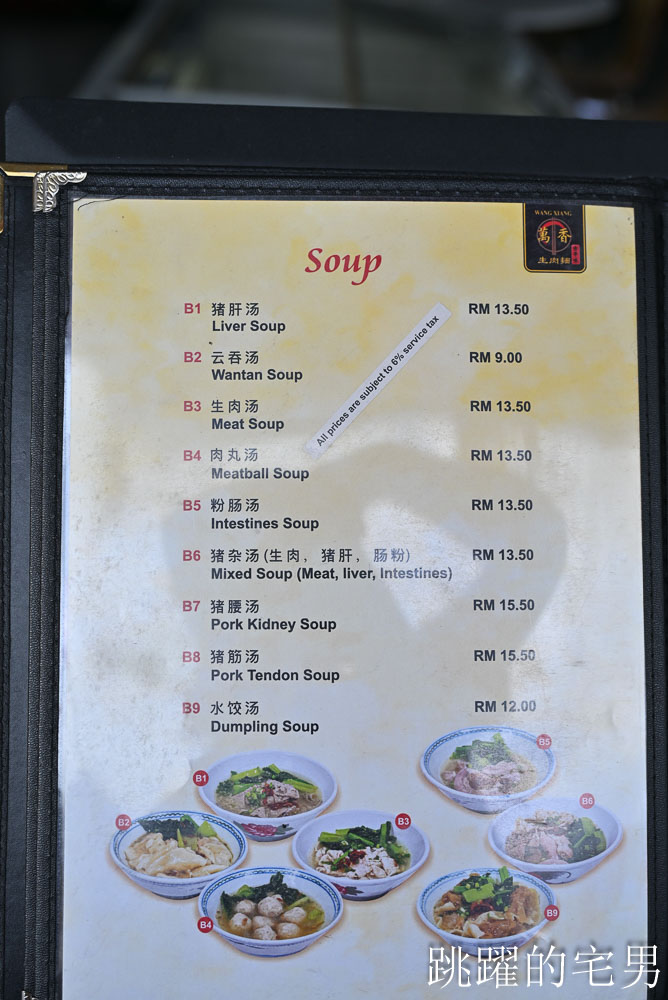 WANG XIANG
萬香
生肉麵
Soup
B1 猪肝汤 RM 13.50
Liver Soup
B2 云吞汤 RM 9.00
Wantan Soup
B3 生肉汤 RM 13.50
Meat Soup
B4 肉丸汤 RM 13.50
Meatball Soup
B5 粉肠汤 RM 13.50
Intestines Soup
B6 猪杂汤(生肉, 猪肝, 肠粉) RM 13.50
Mixed Soup (Meat, liver, Intestines)
B7 猪腰汤 RM 15.50
Pork Kidney Soup
B8 猪筋汤 RM 15.50
Pork Tendon Soup
B9 水饺汤 RM 12.00
Dumpling Soup
All prices are subject to 6% service tax
B1
B5
B2
B3
B6
B4
B9
跳躍的宅男